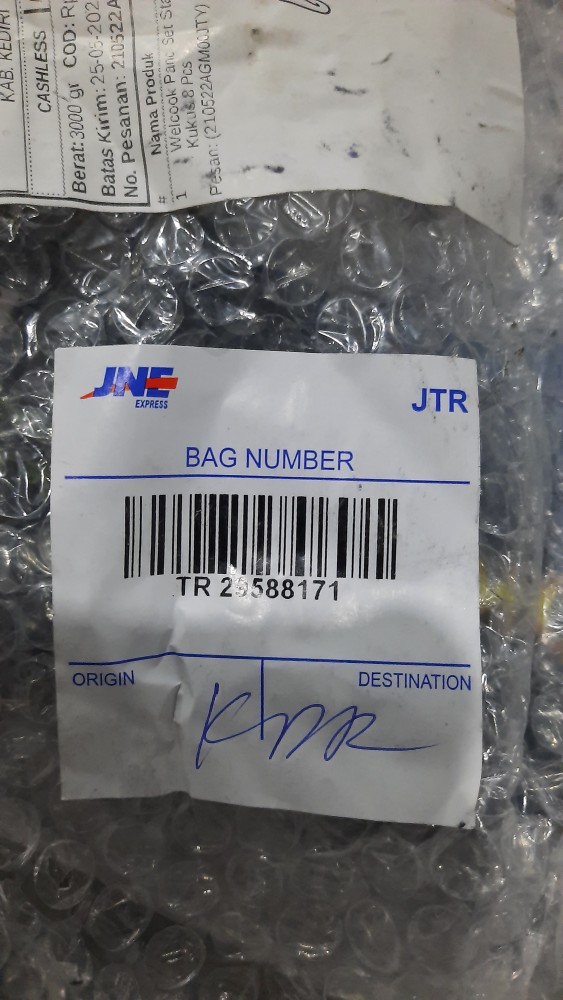 KAB. KEDIRI
CASHLESS
Berat: 3000 gr COD: Rp
Batas Kirim: 25-05-202
No. Pesanan: 210522A
# Nama Produk
1 Welcook Panci Set Sta
Kukus 8 Pcs
Pesan: (210522AGM00JTY)
JNE
EXPRESS
JTR
BAG NUMBER
TR 20588171
ORIGIN
DESTINATION